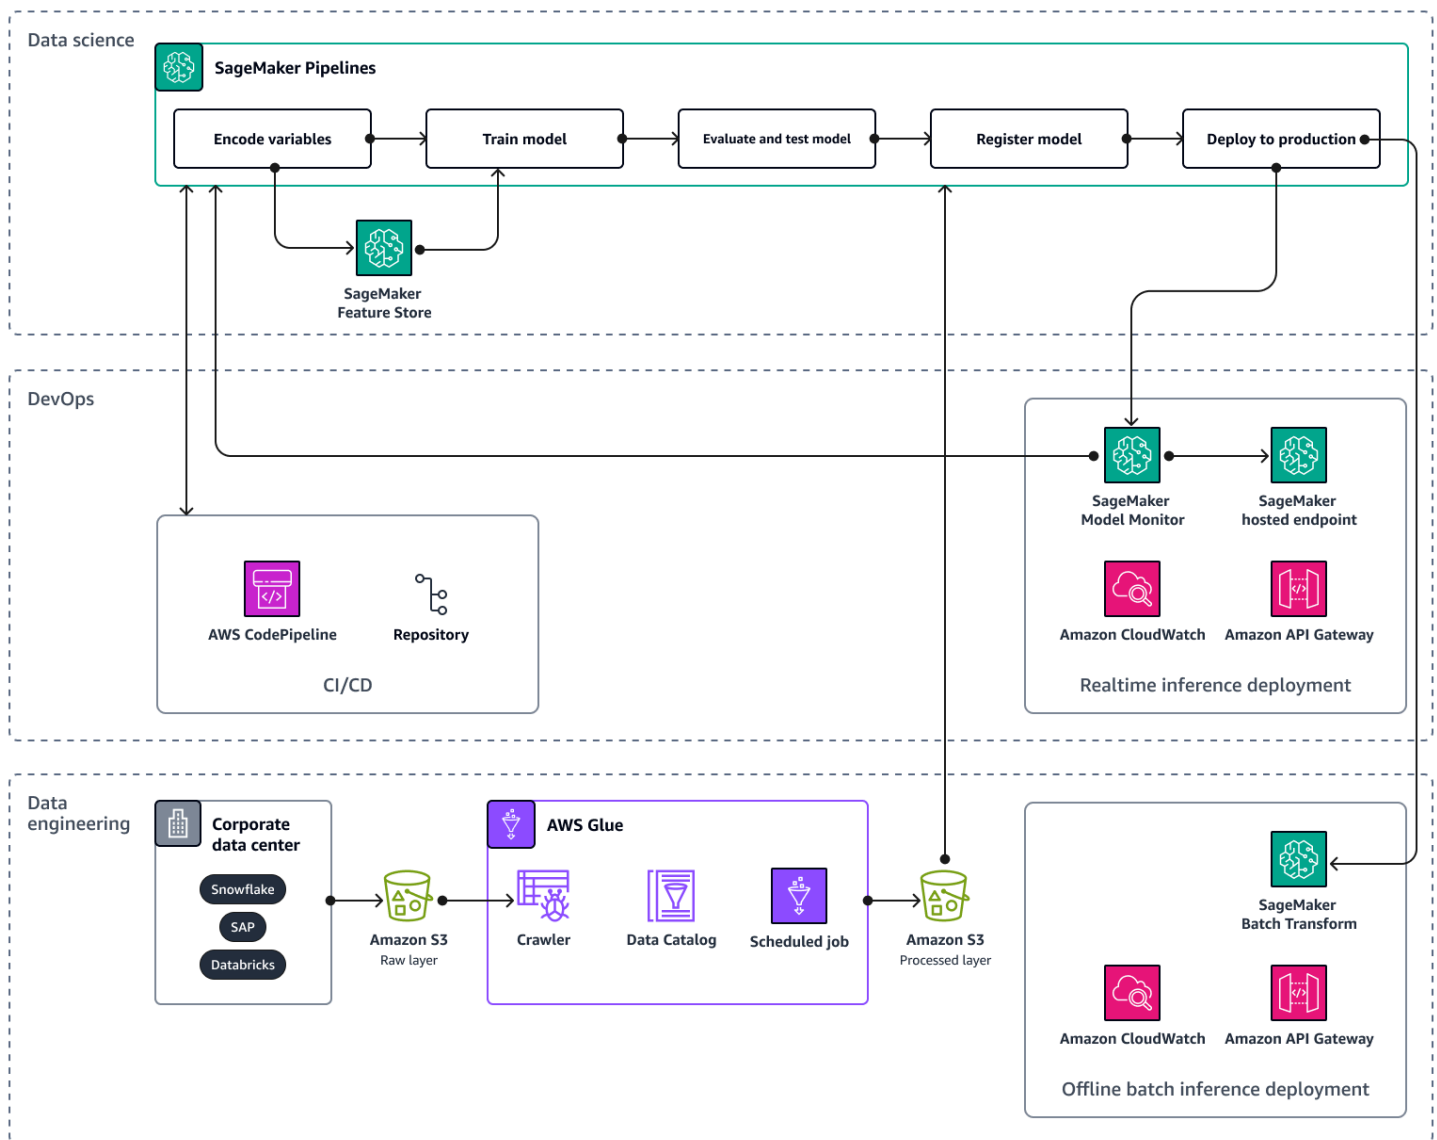 Data science
SageMaker Pipelines
Encode variables
Train model
Evaluate and test model
Register model
Deploy to production
SageMaker
Feature Store
DevOps
SageMaker
Model Monitor
SageMaker
hosted endpoint
AWS CodePipeline
Repository
CI/CD
Amazon CloudWatch
Amazon API Gateway
Realtime inference deployment
Data
engineering
Corporate
data center
Snowflake
SAP
Databricks
Amazon S3
Raw layer
AWS Glue
Crawler
Data Catalog
Scheduled job
Amazon S3
Processed layer
SageMaker
Batch Transform
Amazon CloudWatch
Amazon API Gateway
Offline batch inference deployment